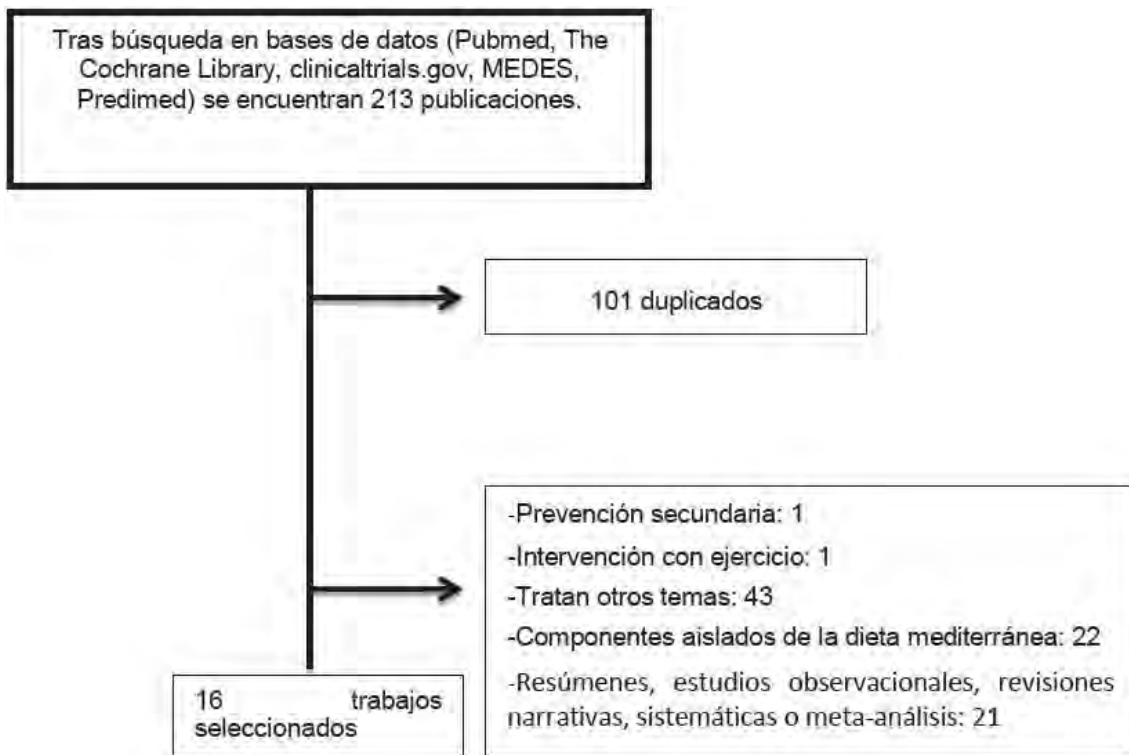 Tras búsqueda en bases de datos (Pubmed, The
Cochrane Library, clinicaltrials.gov, MEDES,
Predimed) se encuentran 213 publicaciones.
101 duplicados
-Prevención secundaria: 1
-Intervención con ejercicio: 1
-Tratan otros temas: 43
-Componentes aislados de la dieta mediterránea: 22
-Resúmenes, estudios observacionales, revisiones
narrativas, sistemáticas o meta-análisis: 21
16 trabajos
seleccionados